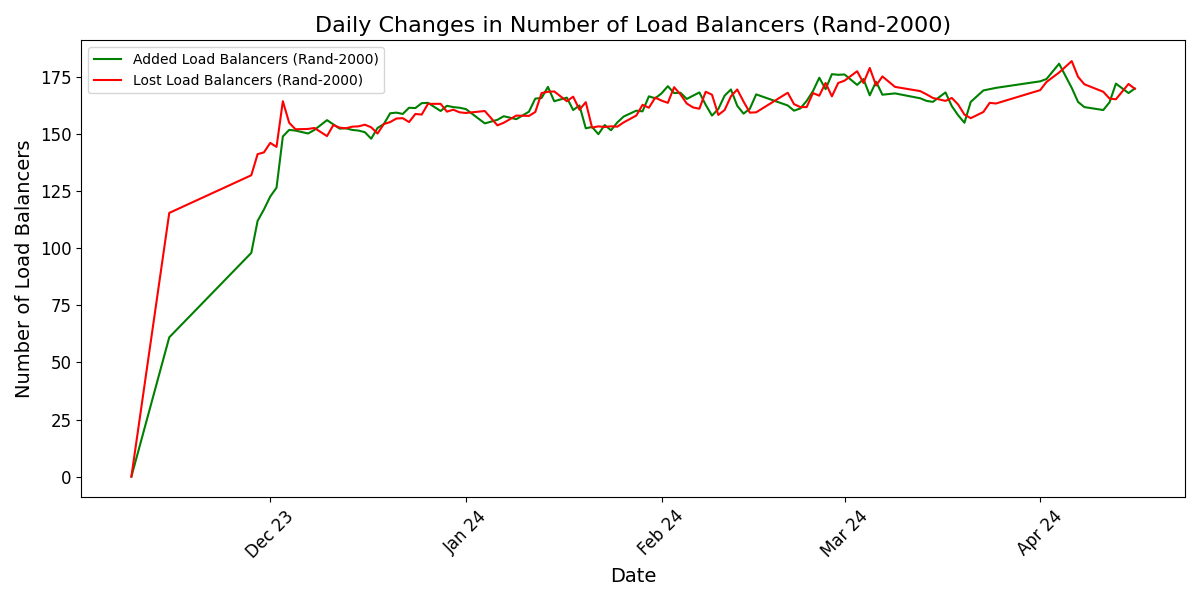 Daily Changes in Number of Load Balancers (Rand-2000)
Added Load Balancers (Rand-2000)
Lost Load Balancers (Rand-2000)
Number of Load Balancers
175
150
125
100
75
50
25
0
Dec 23
Jan 24
Feb 24
Mar 24
Apr 24
Date